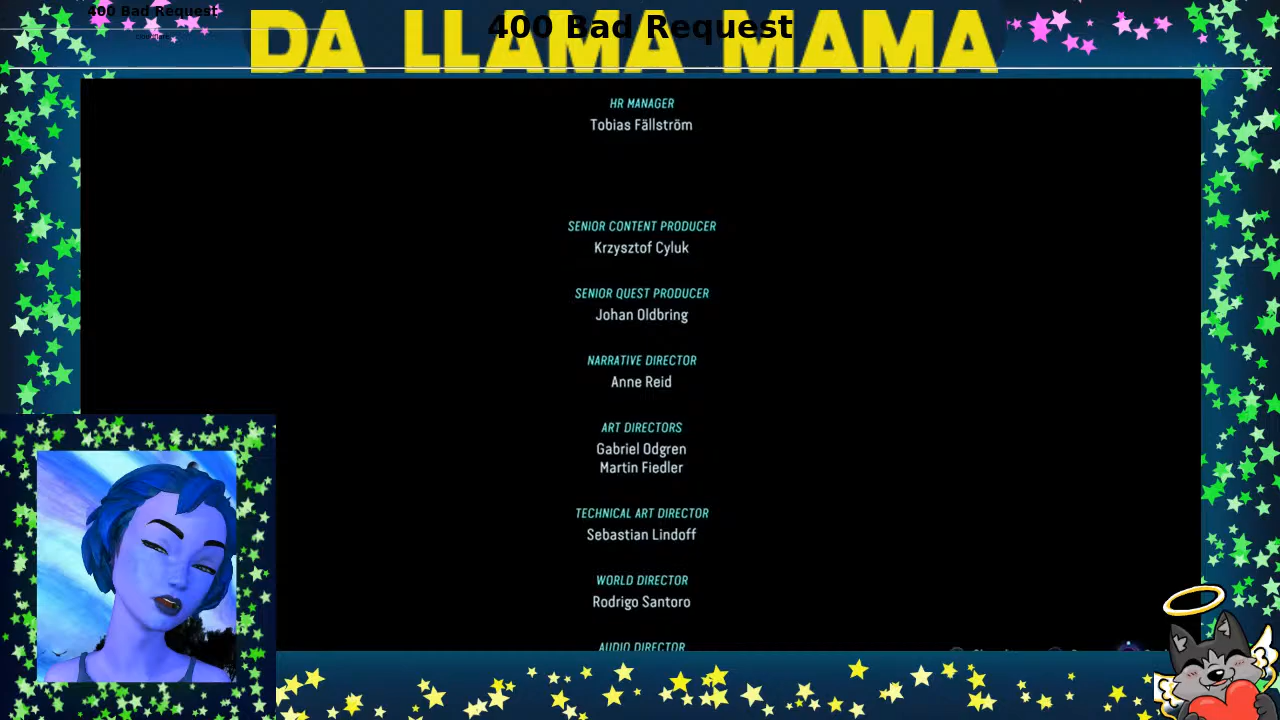 400 Bad Request
DA LLAMA MAMA
400 Bad Request
HR MANAGER
Tobias Fällström
SENIOR CONTENT PRODUCER
Krzysztof Cyluk
SENIOR QUEST PRODUCER
Johan Oldbring
NARRATIVE DIRECTOR
Anne Reid
ART DIRECTORS
Gabriel Odgren
Martin Fiedler
TECHNICAL ART DIRECTOR
Sebastian Lindoff
WORLD DIRECTOR
Rodrigo Santoro
AUDIO DIRECTOR